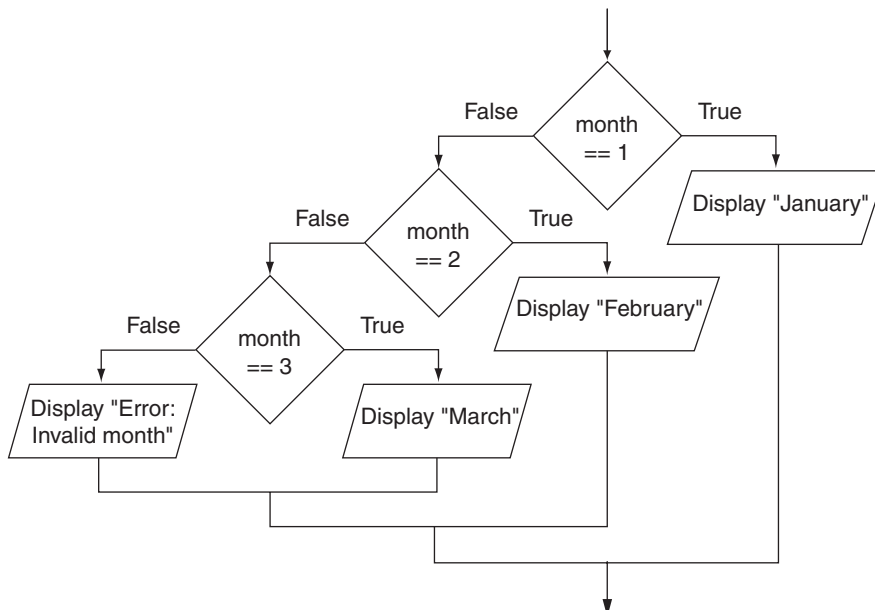 False
True
month
== 1
Display "January"
False
True
month
== 2
Display "February"
False
True
month
== 3
Display "Error:
Invalid month"
Display "March"